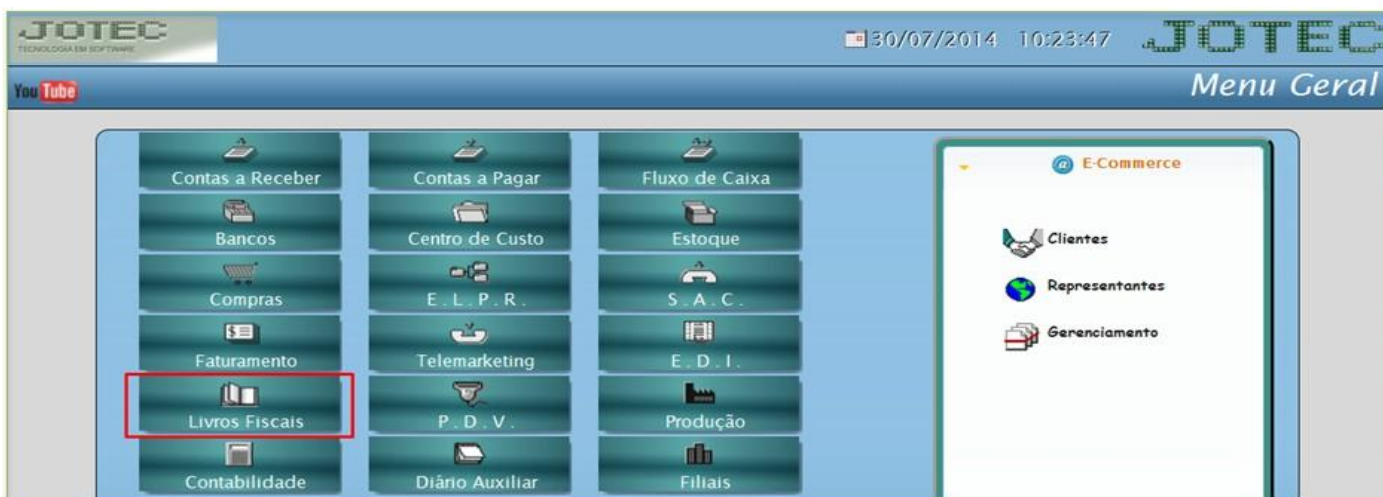 JOTEC
TECNOLOGIA EM SOFTWARE
30/07/2014 10:23:47
JOTEC
You Tube
Menu Geral
Contas a Receber
Contas a Pagar
Fluxo de Caixa
Bancos
Centro de Custo
Estoque
Compras
E.L.P.R.
S.A.C.
Faturamento
Telemarketing
E.D.I.
Livros Fiscais
P.D.V.
Produção
Contabilidade
Diário Auxiliar
Filiais
E-Commerce
Clientes
Representantes
Gerenciamento